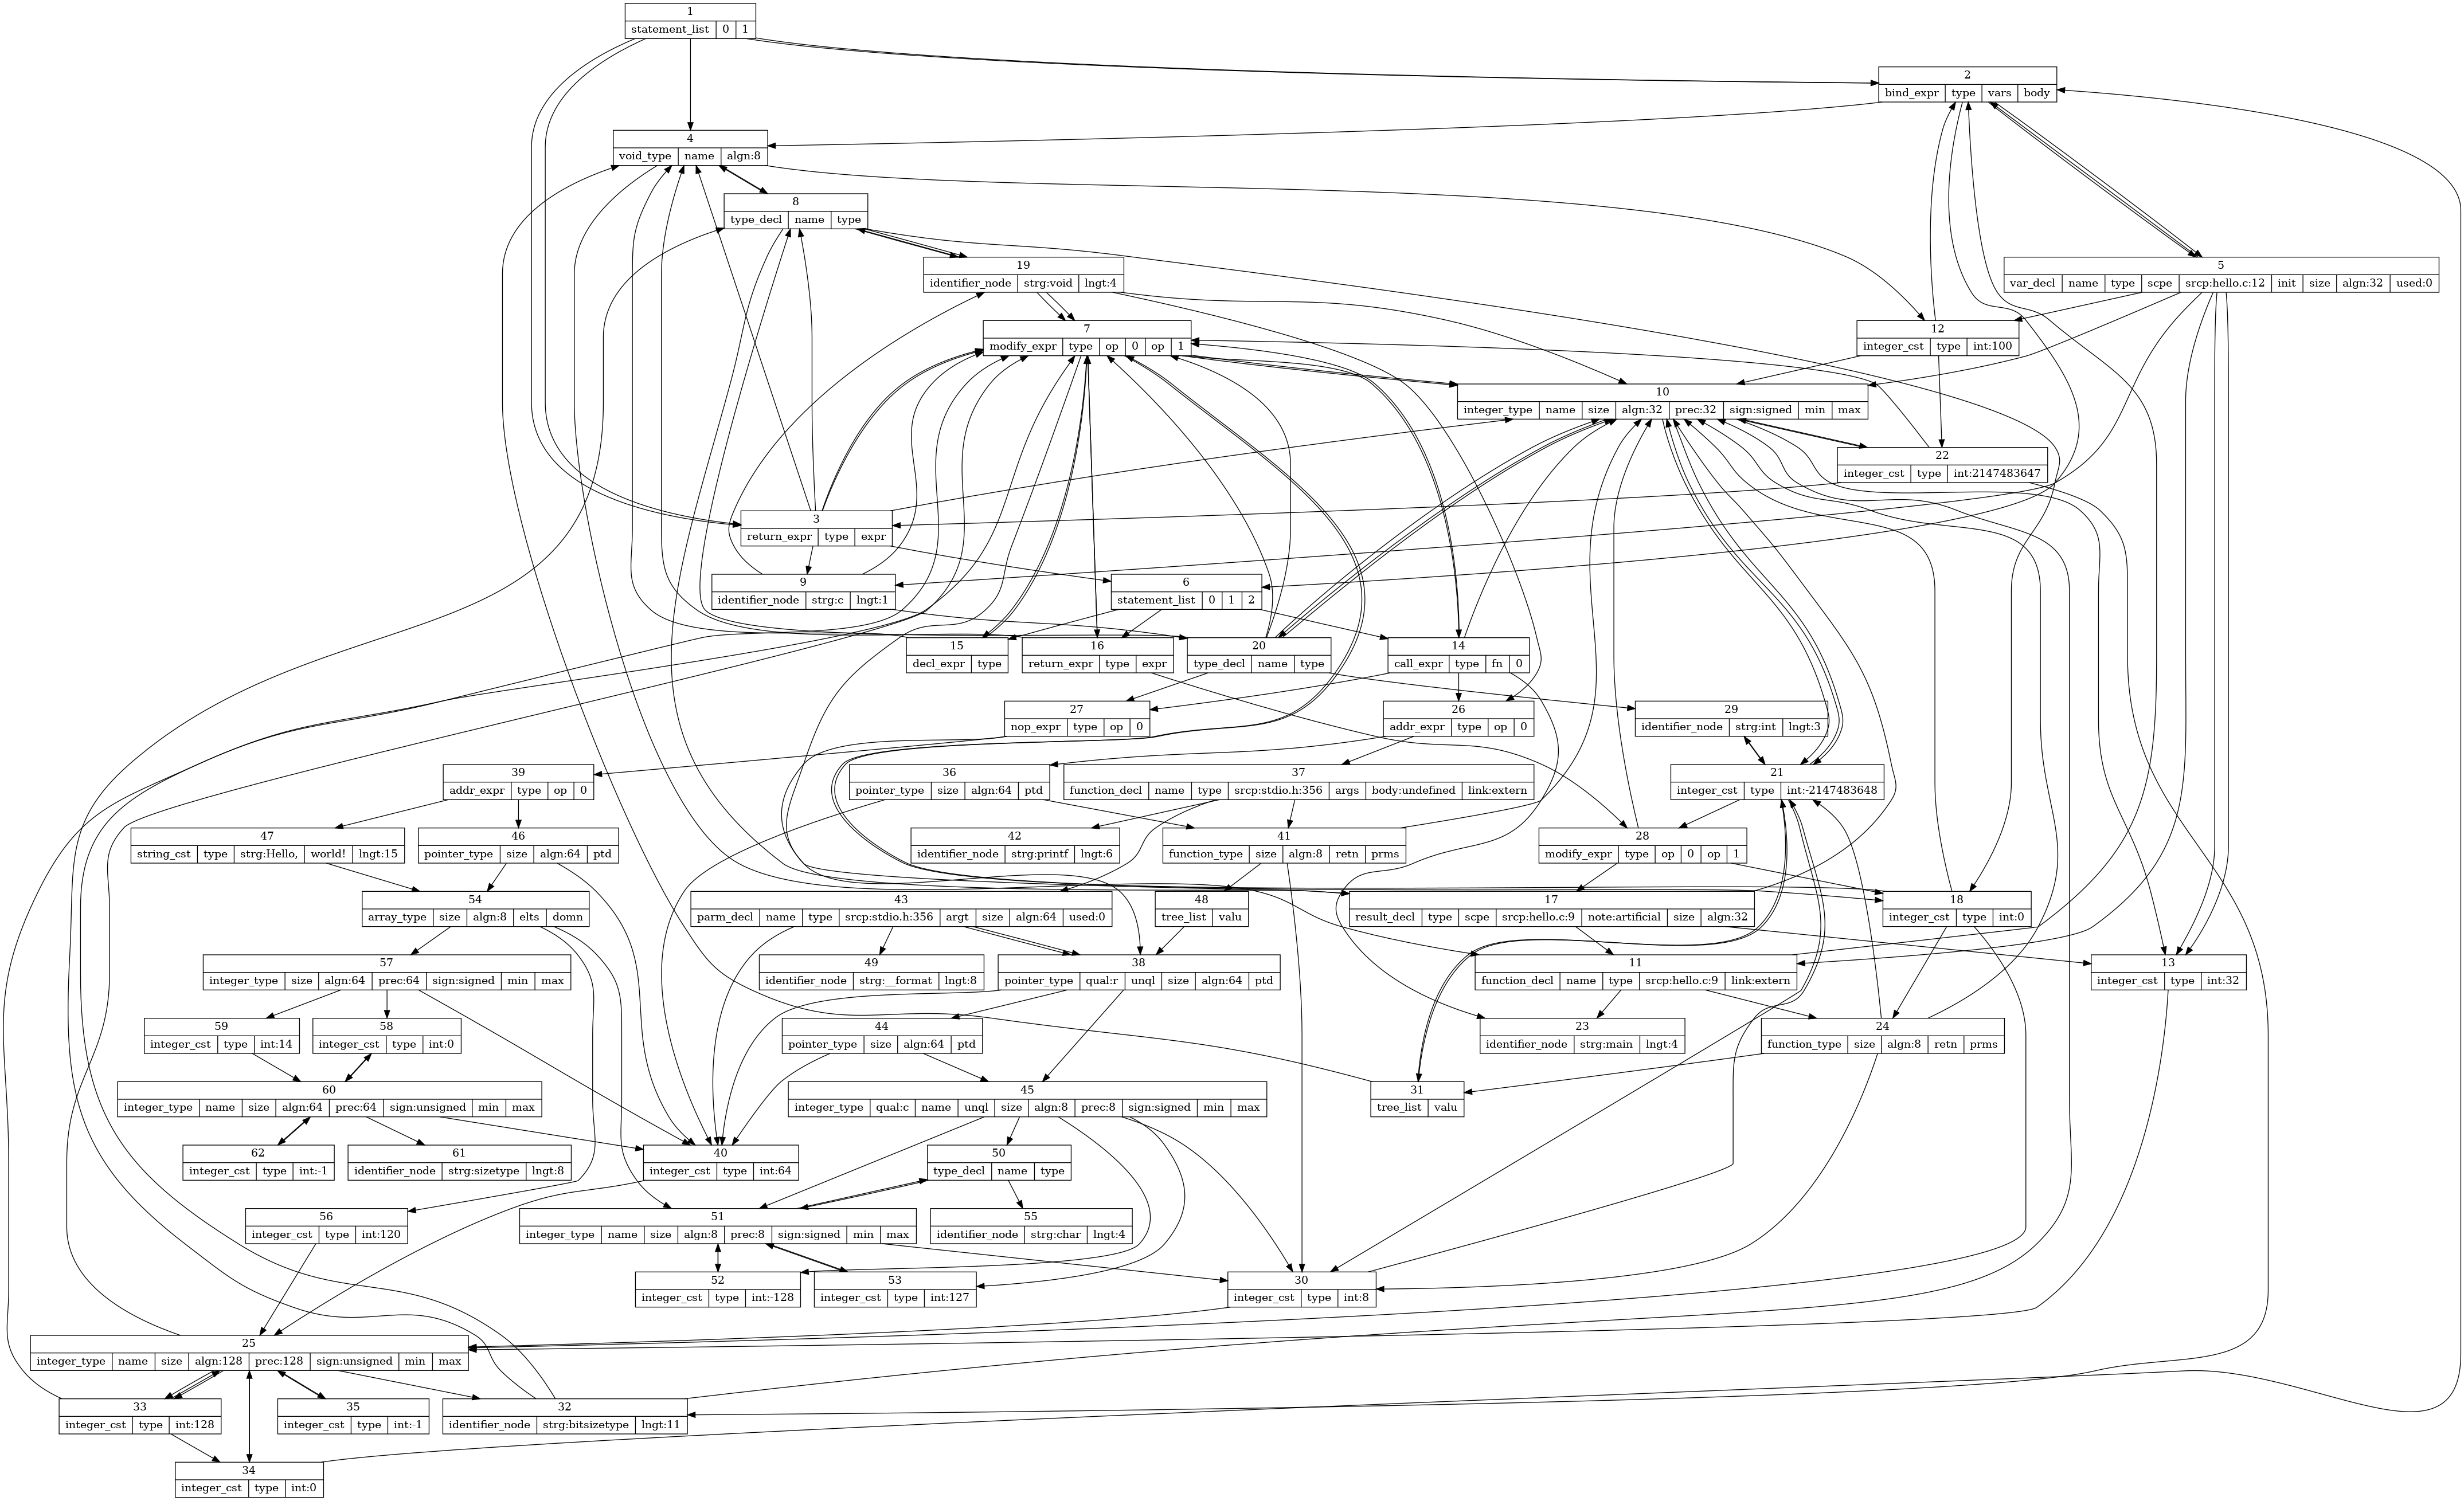 1
statement_list 0 1
2
bind_expr type vars body
4
void_type name algn:8
8
type_decl name type
19
identifier_node strg:void lngt:4
5
var_decl name type scpe srcp:hello.c:12 init size algn:32 used:0
7
modify_expr type op 0 op 1
12
integer_cst type int:100
10
integer_type name size algn:32 prec:32 sign:signed min max
22
integer_cst type int:2147483647
3
return_expr type expr
9
identifier_node strg:c lngt:1
6
statement_list 0 1 2
15
decl_expr type
16
return_expr type expr
20
type_decl name type
14
call_expr type fn 0
27
nop_expr type op 0
26
addr_expr type op 0
29
identifier_node strg:int lngt:3
39
addr_expr type op 0
36
pointer_type size algn:64 ptd
37
function_decl name type srcp:stdio.h:356 args body:undefined link:extern
21
integer_cst type int:-2147483648
47
string_cst type strg:Hello, world! lngt:15
46
pointer_type size algn:64 ptd
42
identifier_node strg:printf lngt:6
41
function_type size algn:8 retn prms
28
modify_expr type op 0 op 1
54
array_type size algn:8 elts domn
43
parm_decl name type srcp:stdio.h:356 argt size algn:64 used:0
48
tree_list valu
17
result_decl type scpe srcp:hello.c:9 note:artificial size algn:32
18
integer_cst type int:0
57
integer_type size algn:64 prec:64 sign:signed min max
49
identifier_node strg:__format lngt:8
38
pointer_type qual:r unql size algn:64 ptd
11
function_decl name type srcp:hello.c:9 link:extern
13
integer_cst type int:32
59
integer_cst type int:14
58
integer_cst type int:0
44
pointer_type size algn:64 ptd
23
identifier_node strg:main lngt:4
24
function_type size algn:8 retn prms
60
integer_type name size algn:64 prec:64 sign:unsigned min max
45
integer_type qual:c name unql size algn:8 prec:8 sign:signed min max
31
tree_list valu
62
integer_cst type int:-1
61
identifier_node strg:sizetype lngt:8
40
integer_cst type int:64
50
type_decl name type
56
integer_cst type int:120
51
integer_type name size algn:8 prec:8 sign:signed min max
55
identifier_node strg:char lngt:4
52
integer_cst type int:-128
53
integer_cst type int:127
30
integer_cst type int:8
25
integer_type name size algn:128 prec:128 sign:unsigned min max
33
integer_cst type int:128
35
integer_cst type int:-1
32
identifier_node strg:bitsizetype lngt:11
34
integer_cst type int:0